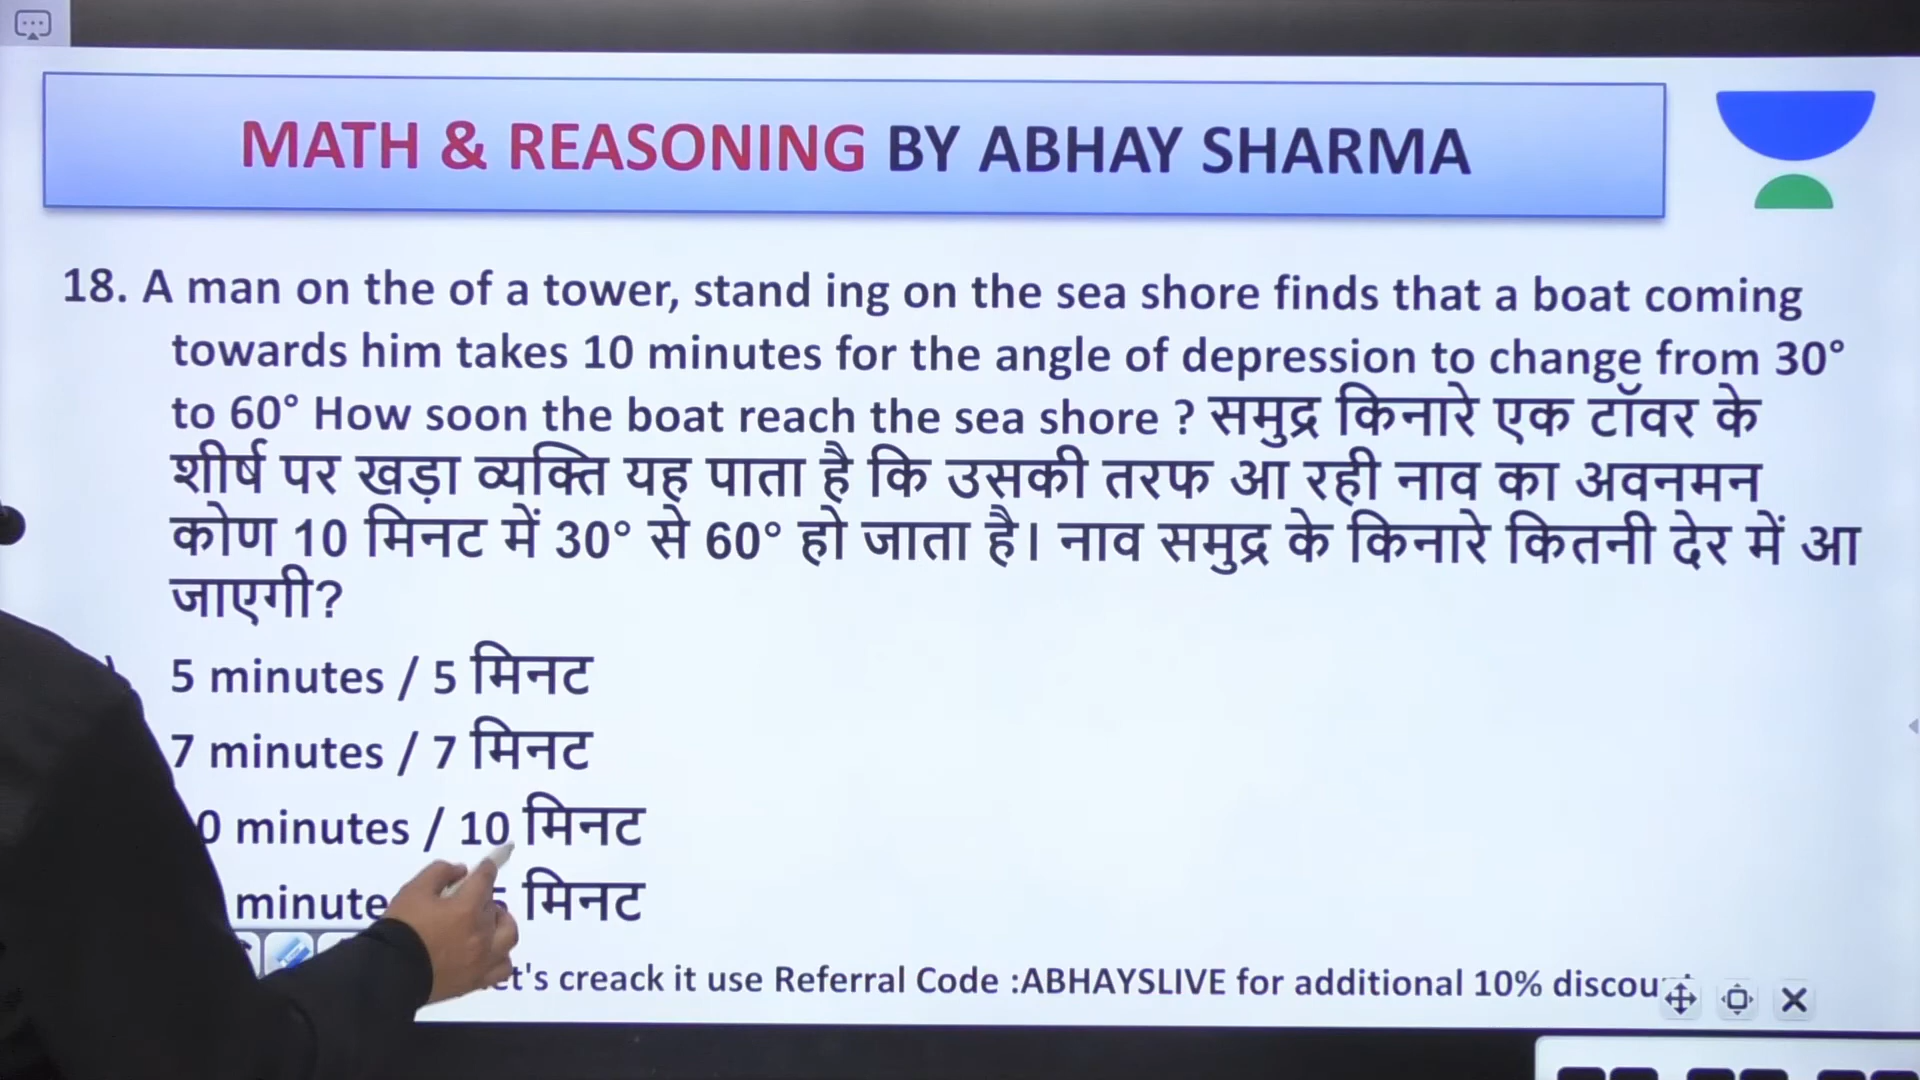 MATH & REASONING BY ABHAY SHARMA
18. A man on the of a tower, stand ing on the sea shore finds that a boat coming
towards him takes 10 minutes for the angle of depression to change from 30°
to 60° How soon the boat reach the sea shore ? समुद्र किनारे एक टॉवर के
शीर्ष पर खड़ा व्यक्ति यह पाता है कि उसकी तरफ आ रही नाव का अवनमन
कोण 10 मिनट में 30° से 60° हो जाता है। नाव समुद्र के किनारे कितनी देर में आ
जाएगी?
5 minutes / 5 मिनट
7 minutes / 7 मिनट
0 minutes / 10 मिनट
minute मिनट
t's creack it use Referral Code :ABHAYSLIVE for additional 10% discou